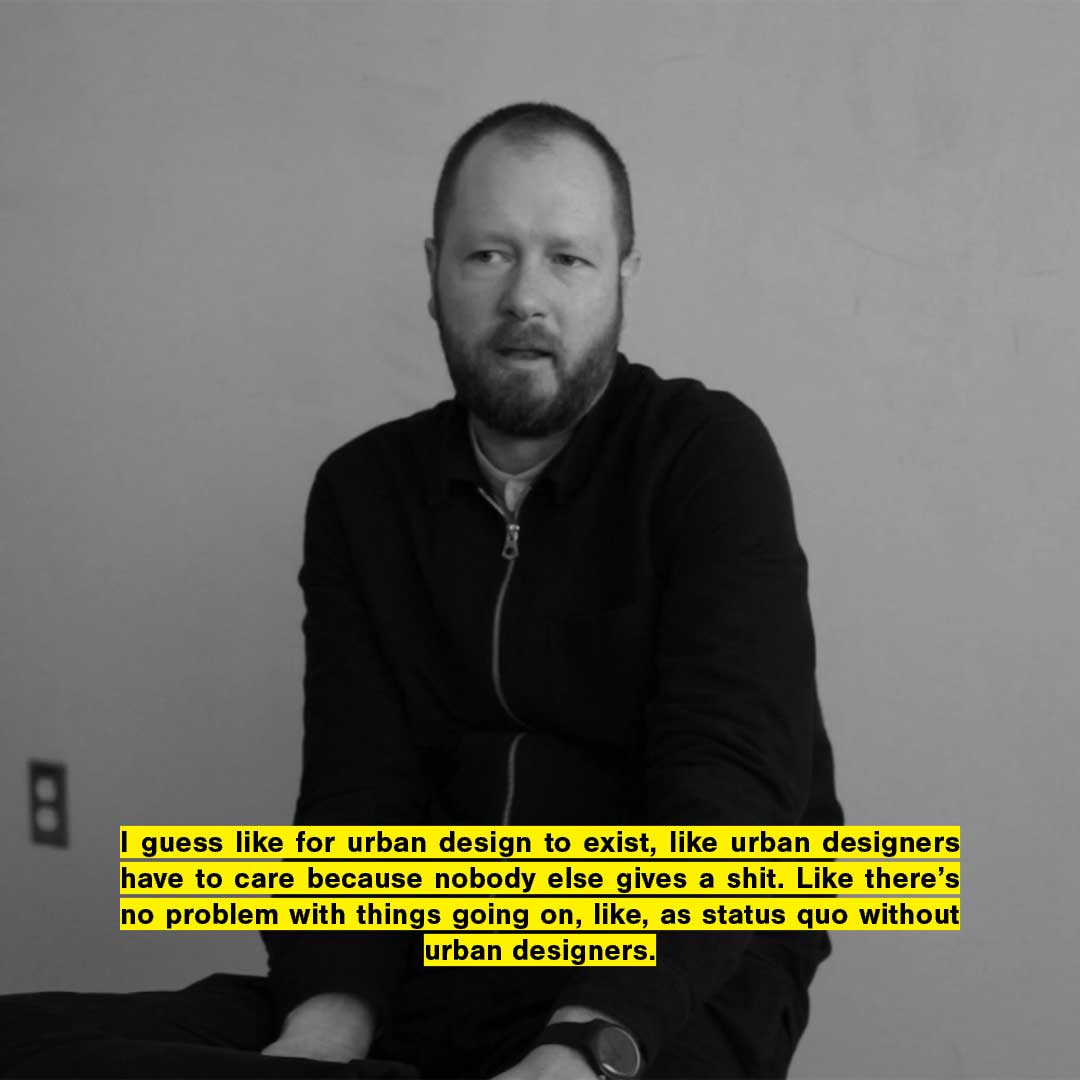 I guess like for urban design to exist, like urban designers
have to care because nobody else gives a shit. Like there’s
no problem with things going on, like, as status quo without
urban designers.